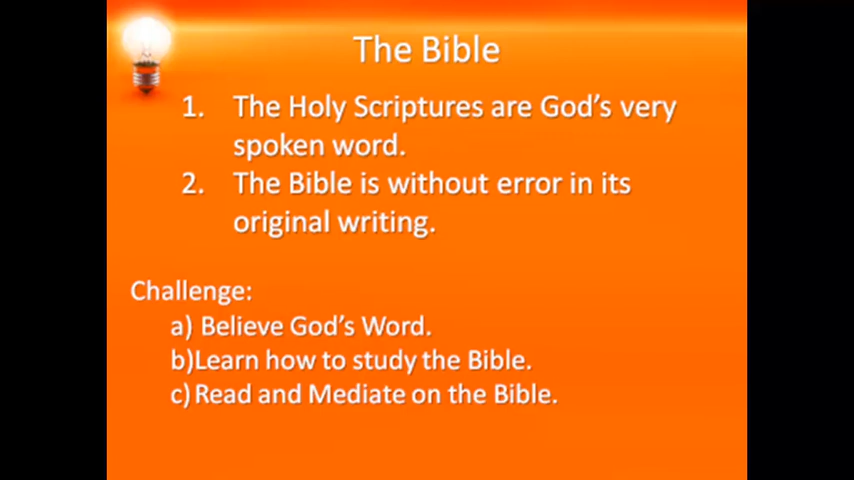 The Bible
1. The Holy Scriptures are God's very
spoken word.
2. The Bible is without error in its
original writing.
Challenge:
a) Believe God's Word.
b)Learn how to study the Bible.
c) Read and Mediate on the Bible.